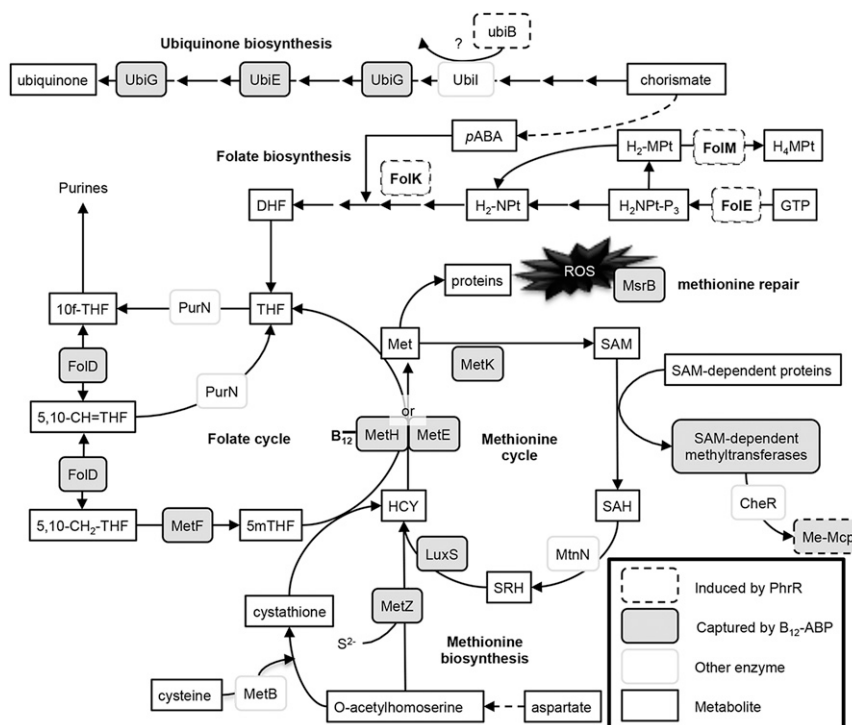 Ubiquinone biosynthesis
ubiB
?
ubiquinone
UbiG
UbiE
UbiG
UbiI
chorismate
pABA
Folate biosynthesis
H2-MPt
FolM
H4MPt
FolK
Purines
DHF
H2-NPt
H2NPt-P3
FolE
GTP
proteins
ROS
MsrB
methionine repair
10f-THF
PurN
THF
Met
SAM
MetK
FolD
PurN
SAM-dependent proteins
5,10-CH=THF
or
Folate cycle
B12
MetH
MetE
Methionine
cycle
SAM-dependent
methyltransferases
FolD
CheR
5,10-CH2-THF
MetF
5mTHF
HCY
SAH
Me-Mcp
LuxS
MtnN
SRH
cystathione
MetZ
S2-
Methionine
biosynthesis
cysteine
MetB
O-acetylhomoserine
aspartate
Induced by PhrR
Captured by B12-ABP
Other enzyme
Metabolite